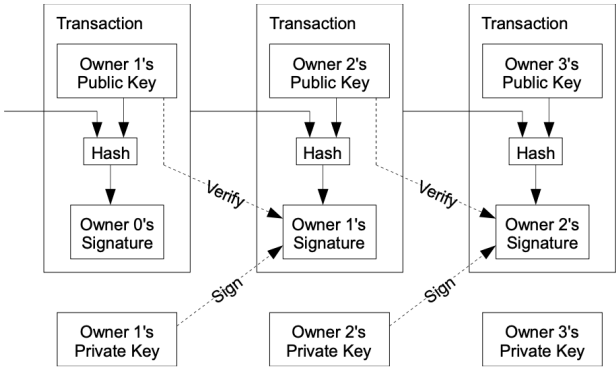 Transaction
Owner 1's
Public Key
Hash
Owner 0's
Signature
Transaction
Owner 2's
Public Key
Hash
Verify
Owner 1's
Signature
Transaction
Owner 3's
Public Key
Hash
Verify
Owner 2's
Signature
Sign
Sign
Owner 1's
Private Key
Owner 2's
Private Key
Owner 3's
Private Key